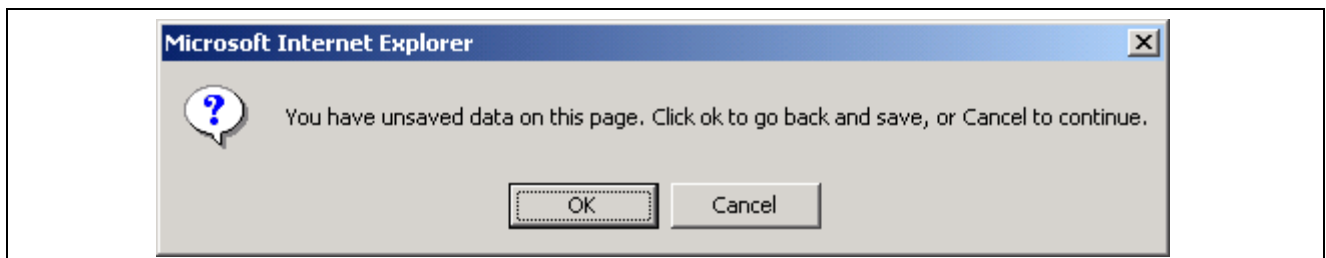 Microsoft Internet Explorer
You have unsaved data on this page. Click ok to go back and save, or Cancel to continue.
OK Cancel